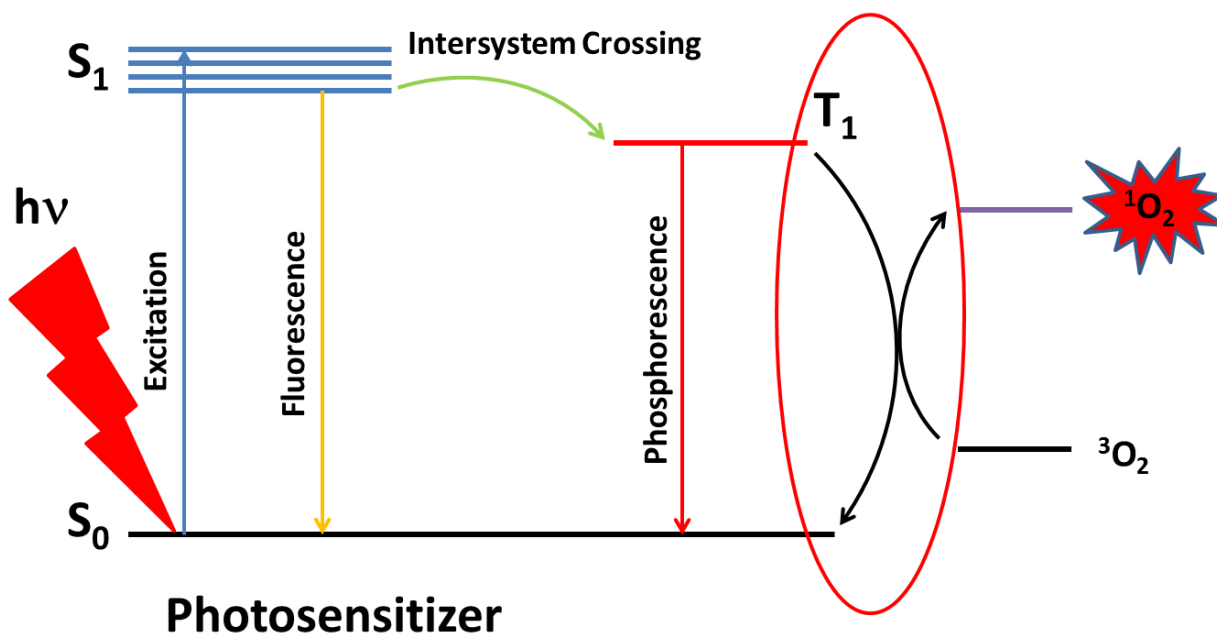 Intersystem Crossing
S₁
T₁
hν
¹O₂
Excitation
Fluorescence
Phosphorescence
³O₂
S₀
Photosensitizer